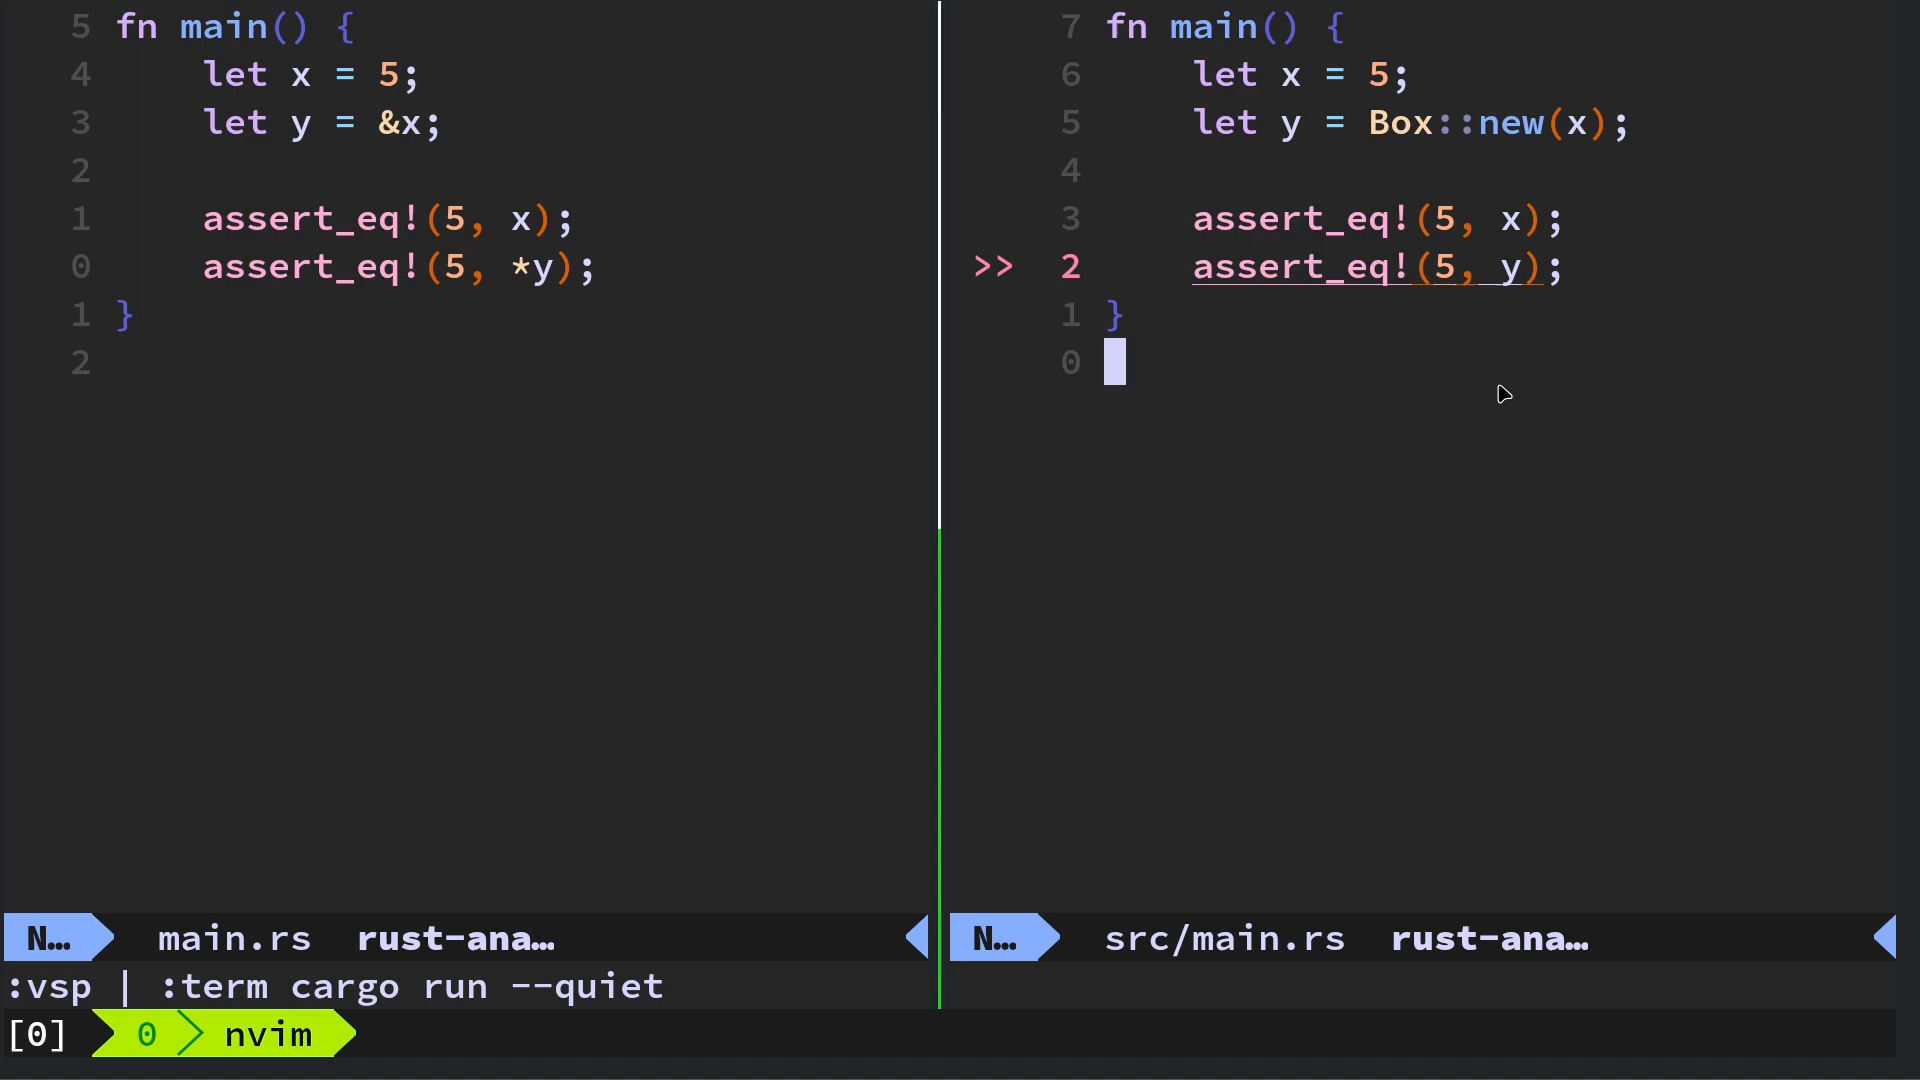 5 fn main() {
4     let x = 5;
3     let y = &x;
2
1     assert_eq!(5, x);
0     assert_eq!(5, *y);
1 }
2
N… main.rs rust-ana…
:vsp | :term cargo run --quiet
7 fn main() {
6     let x = 5;
5     let y = Box::new(x);
4
3     assert_eq!(5, x);
>> 2     assert_eq!(5, y);
1 }
0
N… src/main.rs rust-ana…
[0] 0 nvim